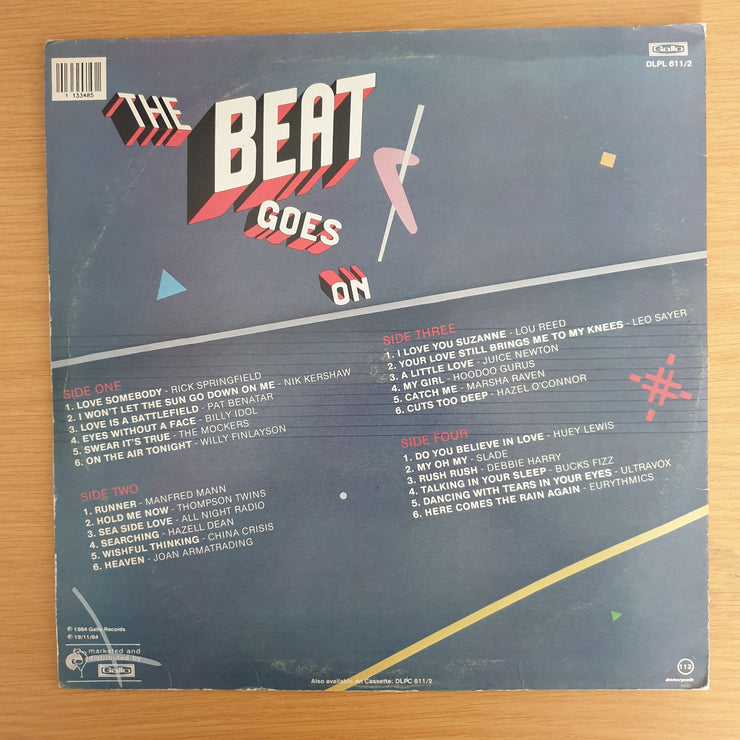 1 133485
Gallo
DLPL 611/2
THE
BEAT
GOES
ON
SIDE ONE
1. LOVE SOMEBODY - RICK SPRINGFIELD
2. I WON'T LET THE SUN GO DOWN ON ME - NIK KERSHAW
3. LOVE IS A BATTLEFIELD - PAT BENATAR
4. EYES WITHOUT A FACE - BILLY IDOL
5. SWEAR IT'S TRUE - THE MOCKERS
6. ON THE AIR TONIGHT - WILLY FINLAYSON
SIDE TWO
1. RUNNER - MANFRED MANN
2. HOLD ME NOW - THOMPSON TWINS
3. SEA SIDE LOVE - ALL NIGHT RADIO
4. SEARCHING - HAZELL DEAN
5. WISHFUL THINKING - CHINA CRISIS
6. HEAVEN - JOAN ARMATRADING
SIDE THREE
1. I LOVE YOU SUZANNE - LOU REED
2. YOUR LOVE STILL BRINGS ME TO MY KNEES - LEO SAYER
3. A LITTLE LOVE - JUICE NEWTON
4. MY GIRL - HOODOO GURUS
5. CATCH ME - MARSHA RAVEN
6. CUTS TOO DEEP - HAZEL O'CONNOR
SIDE FOUR
1. DO YOU BELIEVE IN LOVE - HUEY LEWIS
2. MY OH MY - SLADE
3. RUSH RUSH - DEBBIE HARRY
4. TALKING IN YOUR SLEEP - BUCKS FIZZ
5. DANCING WITH TEARS IN YOUR EYES - ULTRAVOX
6. HERE COMES THE RAIN AGAIN - EURYTHMICS
℗ 1984 Gallo Records
℗ 19/11/84
marketed and
distributed by
Gallo
Also available on Cassette: DLPC 611/2
112
Interpak